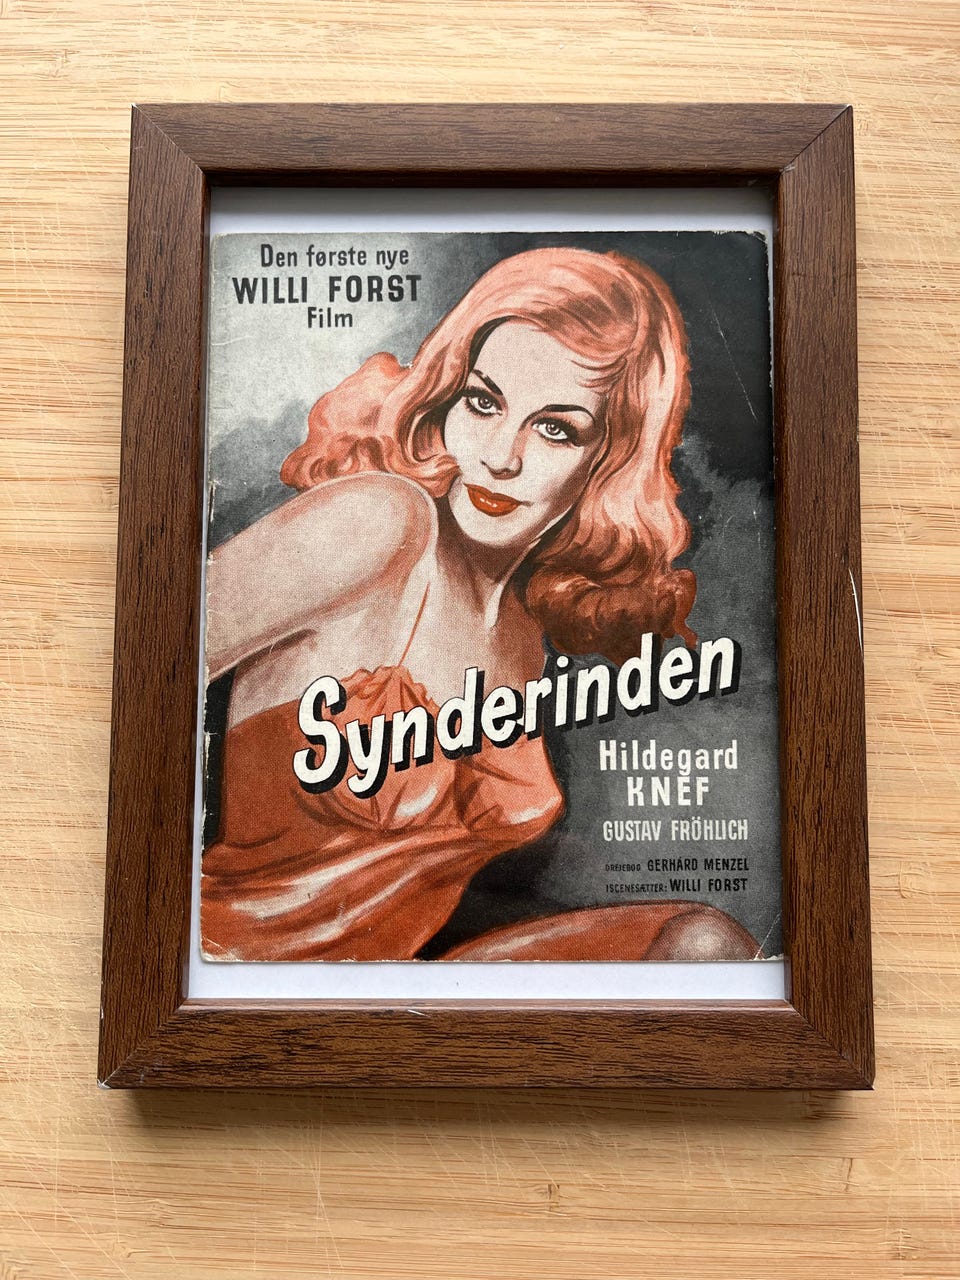 Den første nye
WILLI FORST
Film
Synderinden
Hildegard
KNEF
GUSTAV FRÖHLICH
DREJEBOG GERHARD MENZEL
ISCENESÆTTER: WILLI FORST